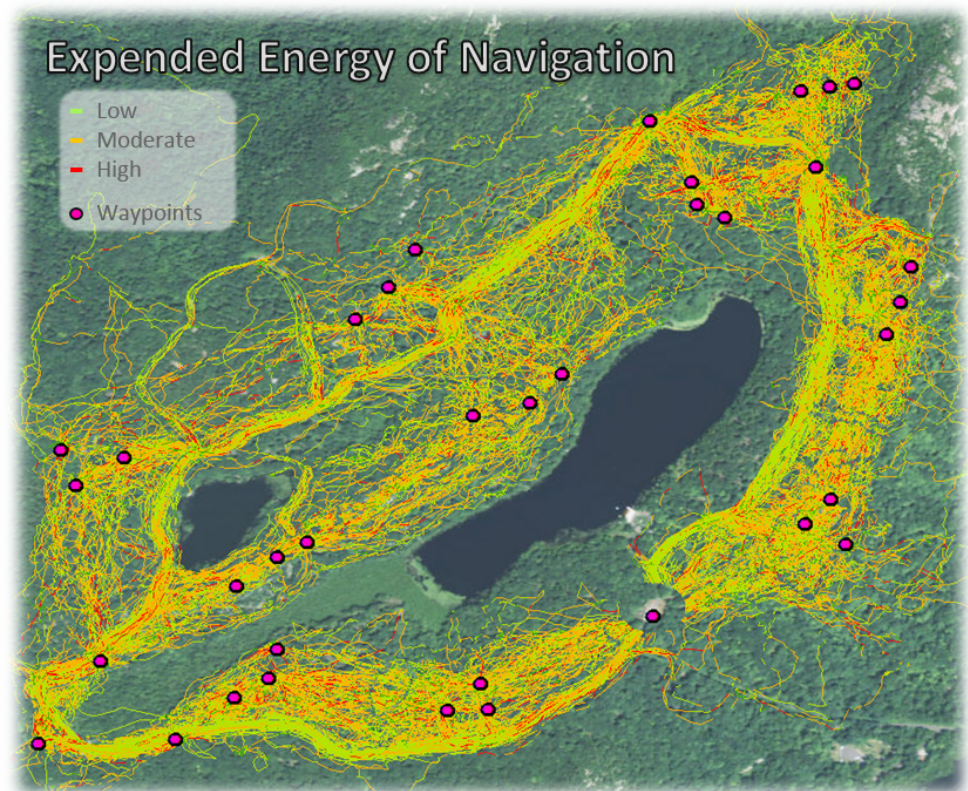 Expended Energy of Navigation
Low
Moderate
High
Waypoints